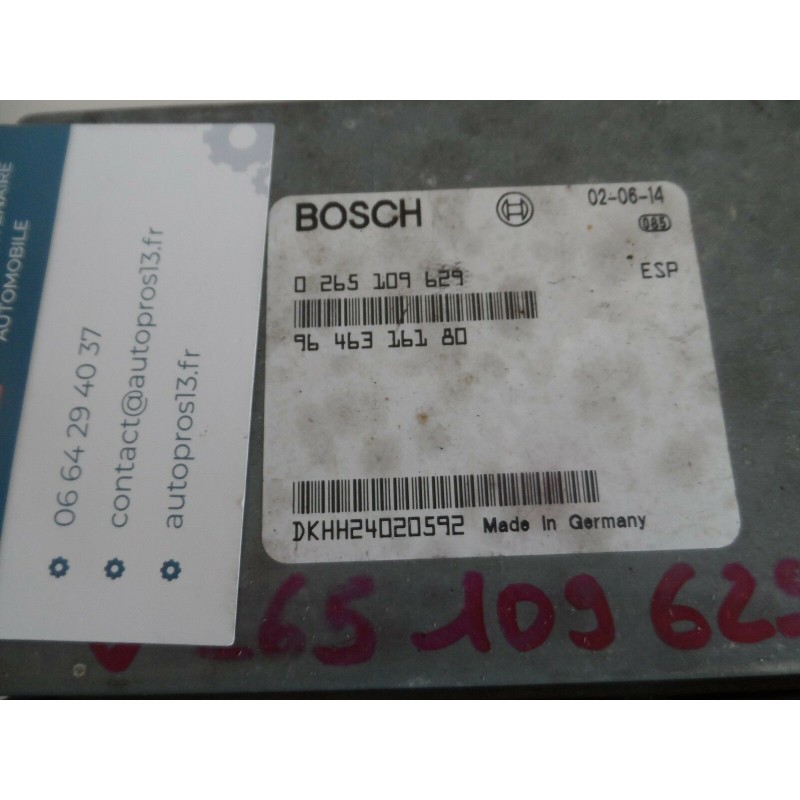 BOSCH
02-06-14
085
0 265 109 629
ESP
96 463 161 80
DKHH24020592 Made in Germany
265 109 629
AUTOMOBILE
06 64 29 40 37
contact@autopros13.fr
autopros13.fr